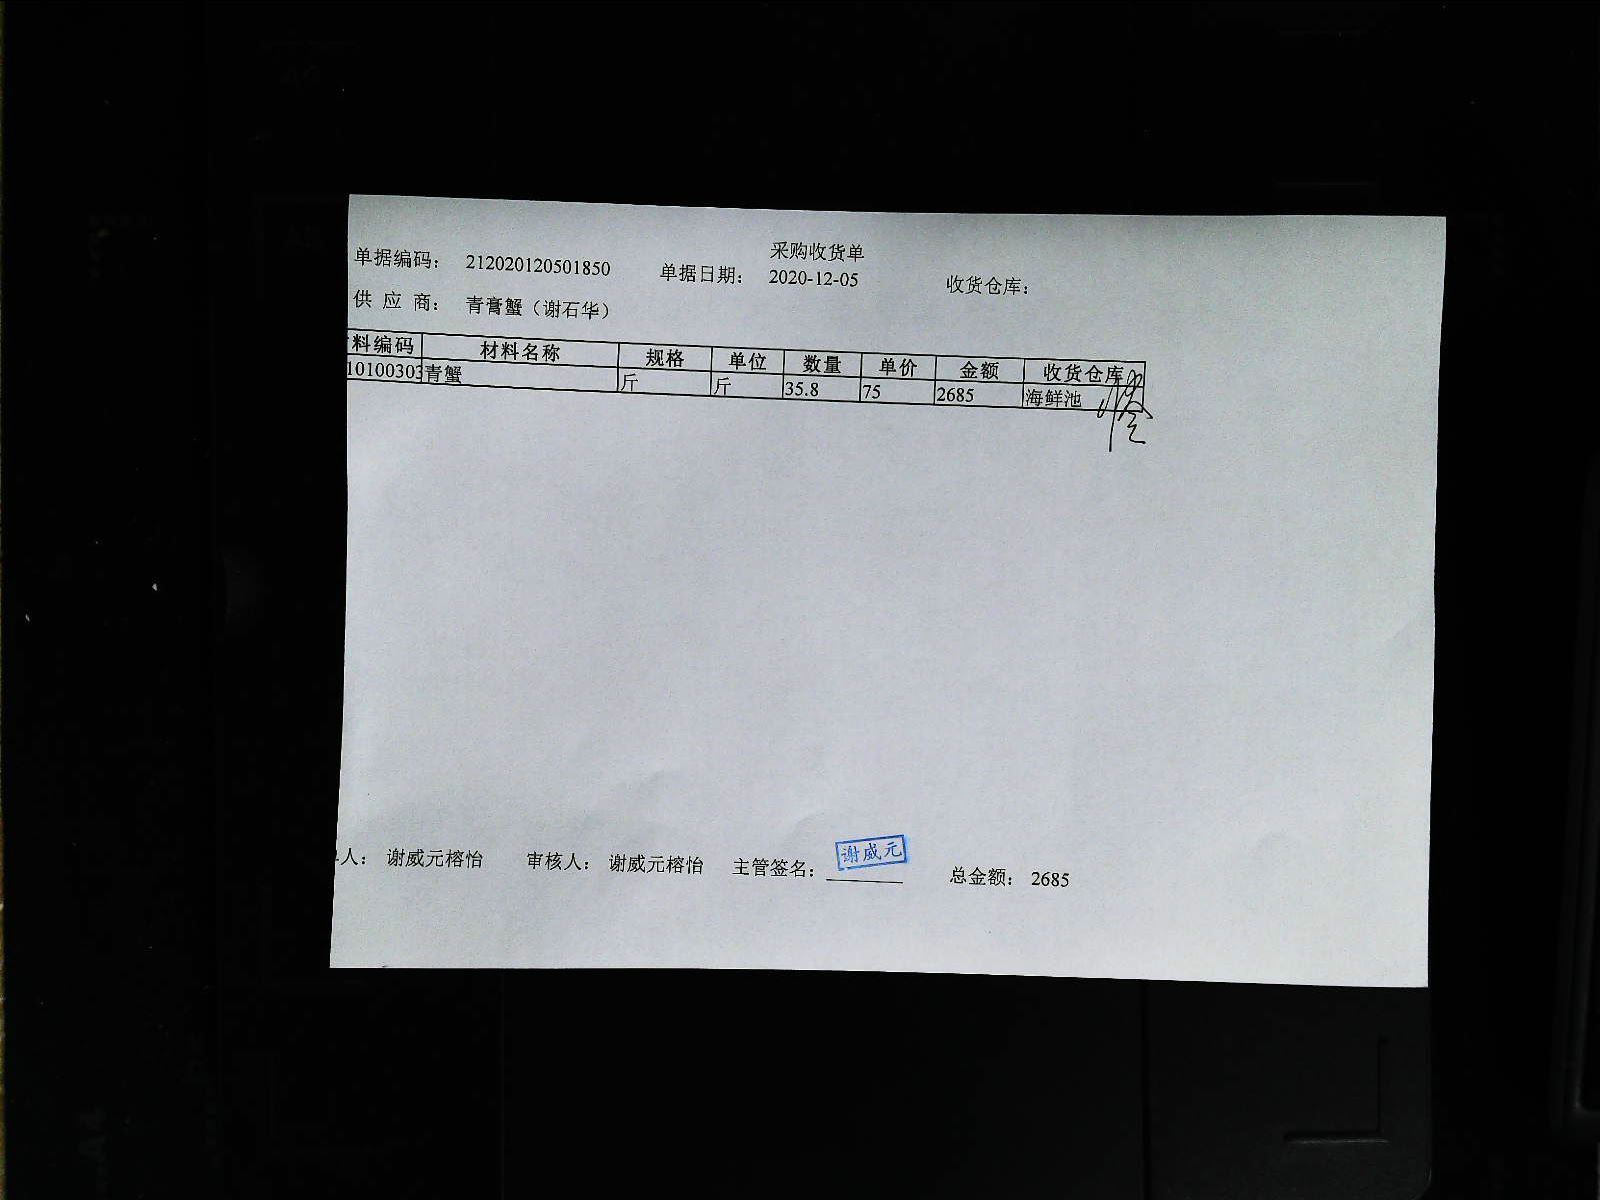 采购收货单
单据编码： 212020120501850 单据日期： 2020-12-05 收货仓库：
供 应 商： 青膏蟹（谢石华）
料编码 材料名称 规格 单位 数量 单价 金额 收货仓库
10100303 青蟹 斤 斤 35.8 75 2685 海鲜池
人： 谢威元榕怡 审核人： 谢威元榕怡 主管签名： 谢威元 总金额： 2685